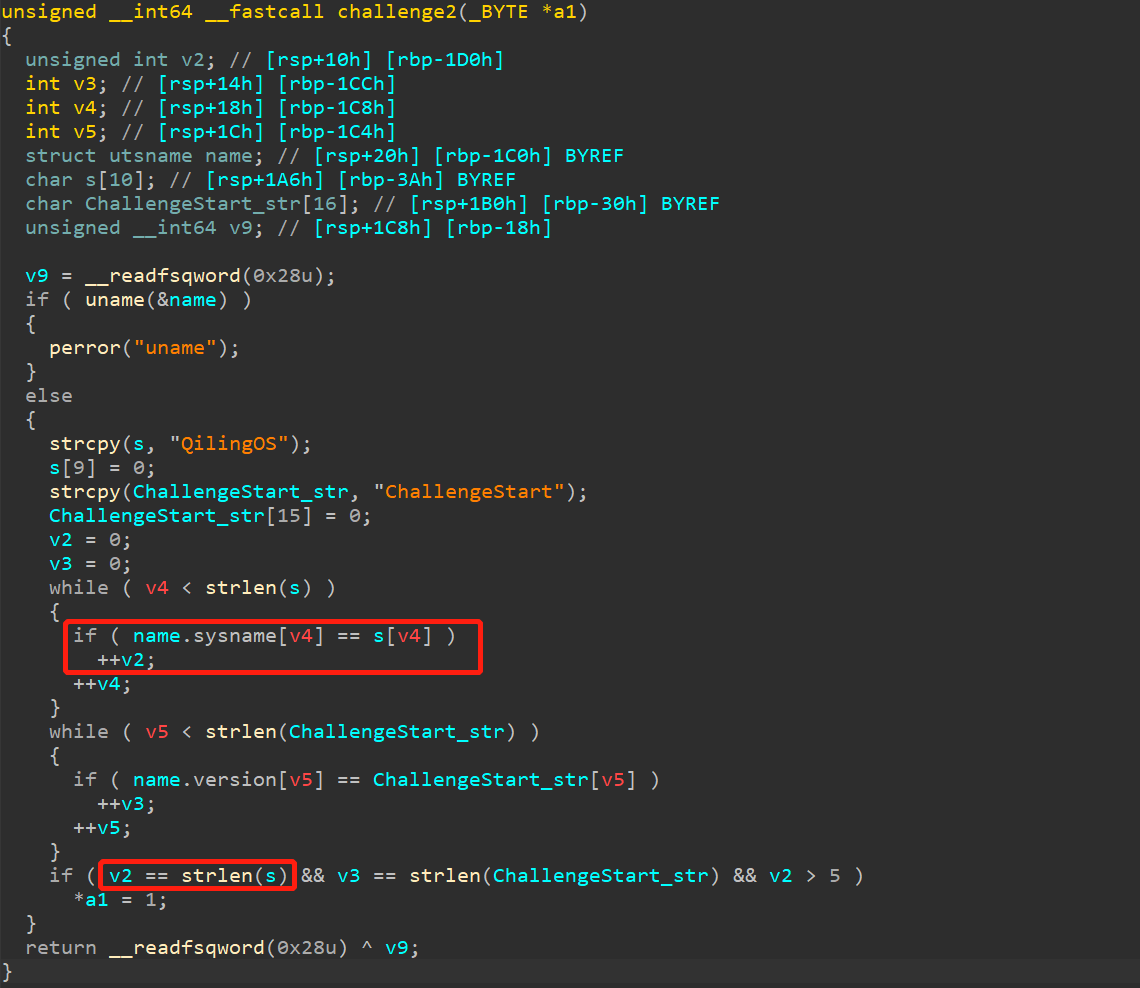 unsigned __int64 __fastcall challenge2(_BYTE *a1)
{
  unsigned int v2; // [rsp+10h] [rbp-1D0h]
  int v3; // [rsp+14h] [rbp-1CCh]
  int v4; // [rsp+18h] [rbp-1C8h]
  int v5; // [rsp+1Ch] [rbp-1C4h]
  struct utsname name; // [rsp+20h] [rbp-1C0h] BYREF
  char s[10]; // [rsp+1A6h] [rbp-3Ah] BYREF
  char ChallengeStart_str[16]; // [rsp+1B0h] [rbp-30h] BYREF
  unsigned __int64 v9; // [rsp+1C8h] [rbp-18h]

  v9 = __readfsqword(0x28u);
  if ( uname(&name) )
  {
    perror("uname");
  }
  else
  {
    strcpy(s, "QilingOS");
    s[9] = 0;
    strcpy(ChallengeStart_str, "ChallengeStart");
    ChallengeStart_str[15] = 0;
    v2 = 0;
    v3 = 0;
    while ( v4 < strlen(s) )
    {
      if ( name.sysname[v4] == s[v4] )
        ++v2;
      ++v4;
    }
    while ( v5 < strlen(ChallengeStart_str) )
    {
      if ( name.version[v5] == ChallengeStart_str[v5] )
        ++v3;
      ++v5;
    }
    if ( v2 == strlen(s) && v3 == strlen(ChallengeStart_str) && v2 > 5 )
      *a1 = 1;
  }
  return __readfsqword(0x28u) ^ v9;
}